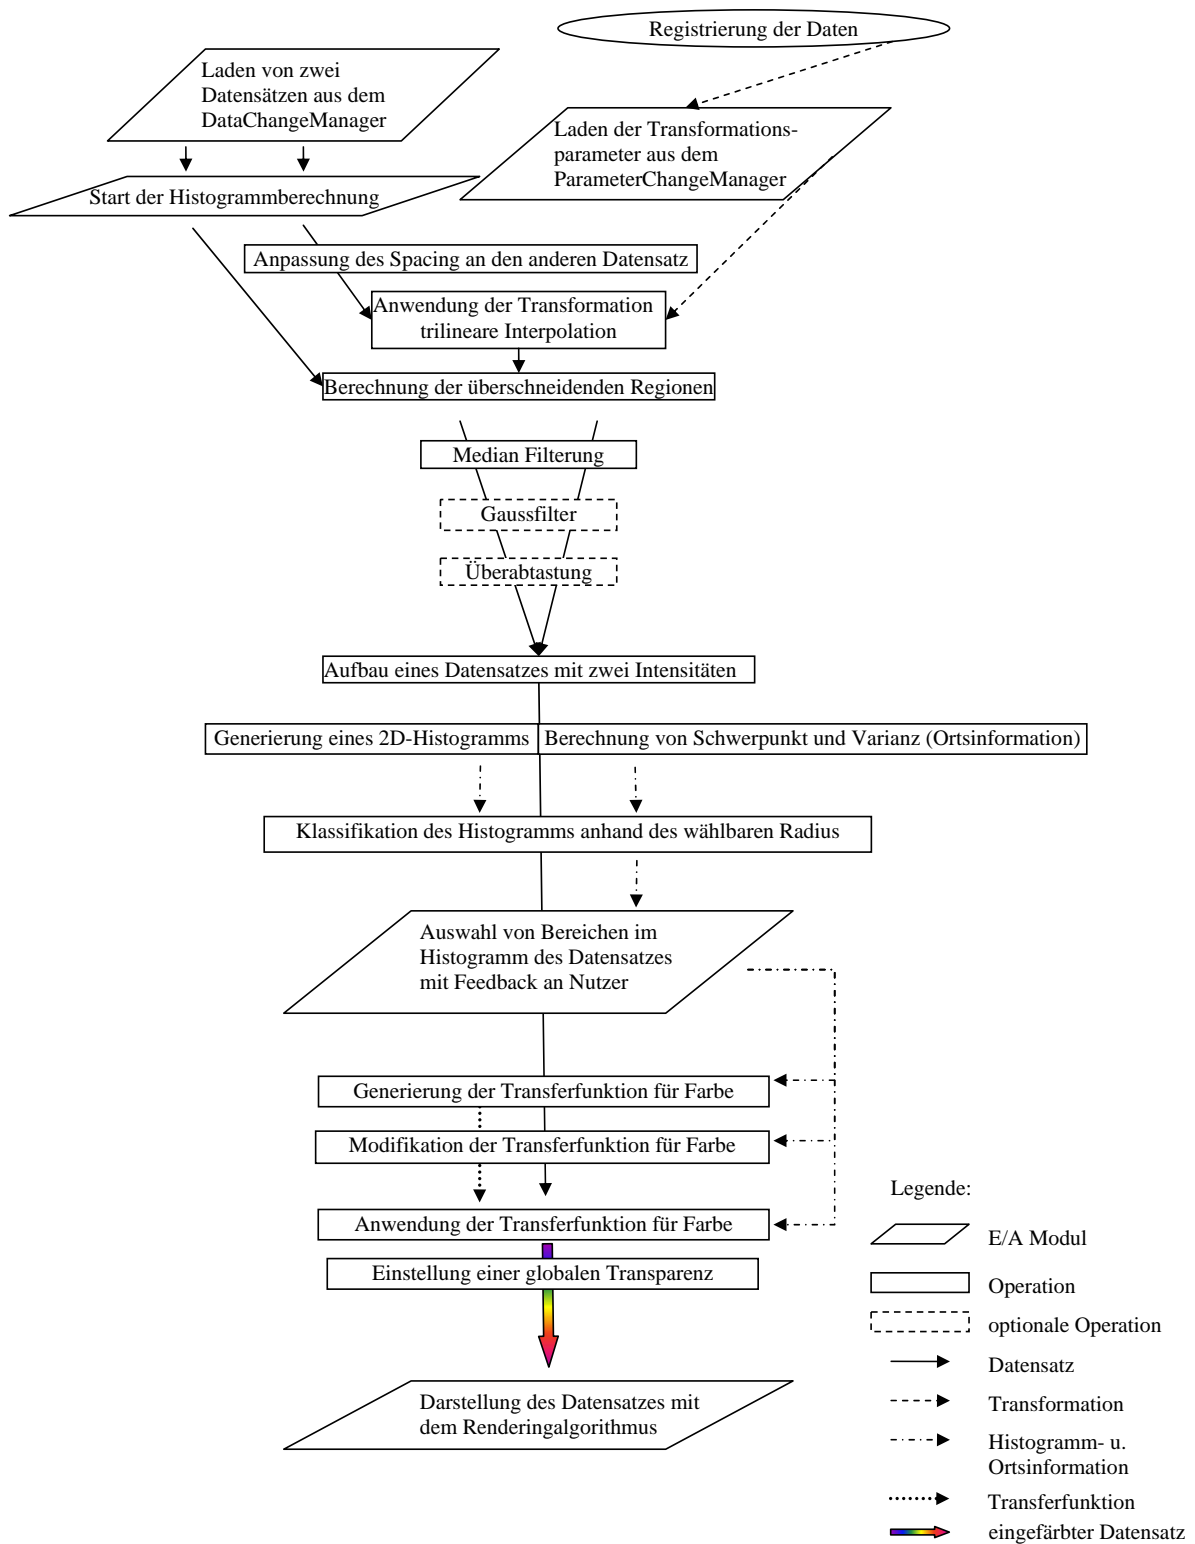 Registrierung der Daten
Laden von zwei
Datensätzen aus dem
DataChangeManager
Laden der Transformations-
parameter aus dem
ParameterChangeManager
Start der Histogrammberechnung
Anpassung des Spacing an den anderen Datensatz
Anwendung der Transformation
trilineare Interpolation
Berechnung der überschneidenden Regionen
Median Filterung
Gaussfilter
Überabtastung
Aufbau eines Datensatzes mit zwei Intensitäten
Generierung eines 2D-Histogramms
Berechnung von Schwerpunkt und Varianz (Ortsinformation)
Klassifikation des Histogramms anhand des wählbaren Radius
Auswahl von Bereichen im
Histogramm des Datensatzes
mit Feedback an Nutzer
Generierung der Transferfunktion für Farbe
Modifikation der Transferfunktion für Farbe
Anwendung der Transferfunktion für Farbe
Einstellung einer globalen Transparenz
Darstellung des Datensatzes mit
dem Renderingalgorithmus
Legende:
E/A Modul
Operation
optionale Operation
Datensatz
Transformation
Histogramm- u.
Ortsinformation
Transferfunktion
eingefärbter Datensatz